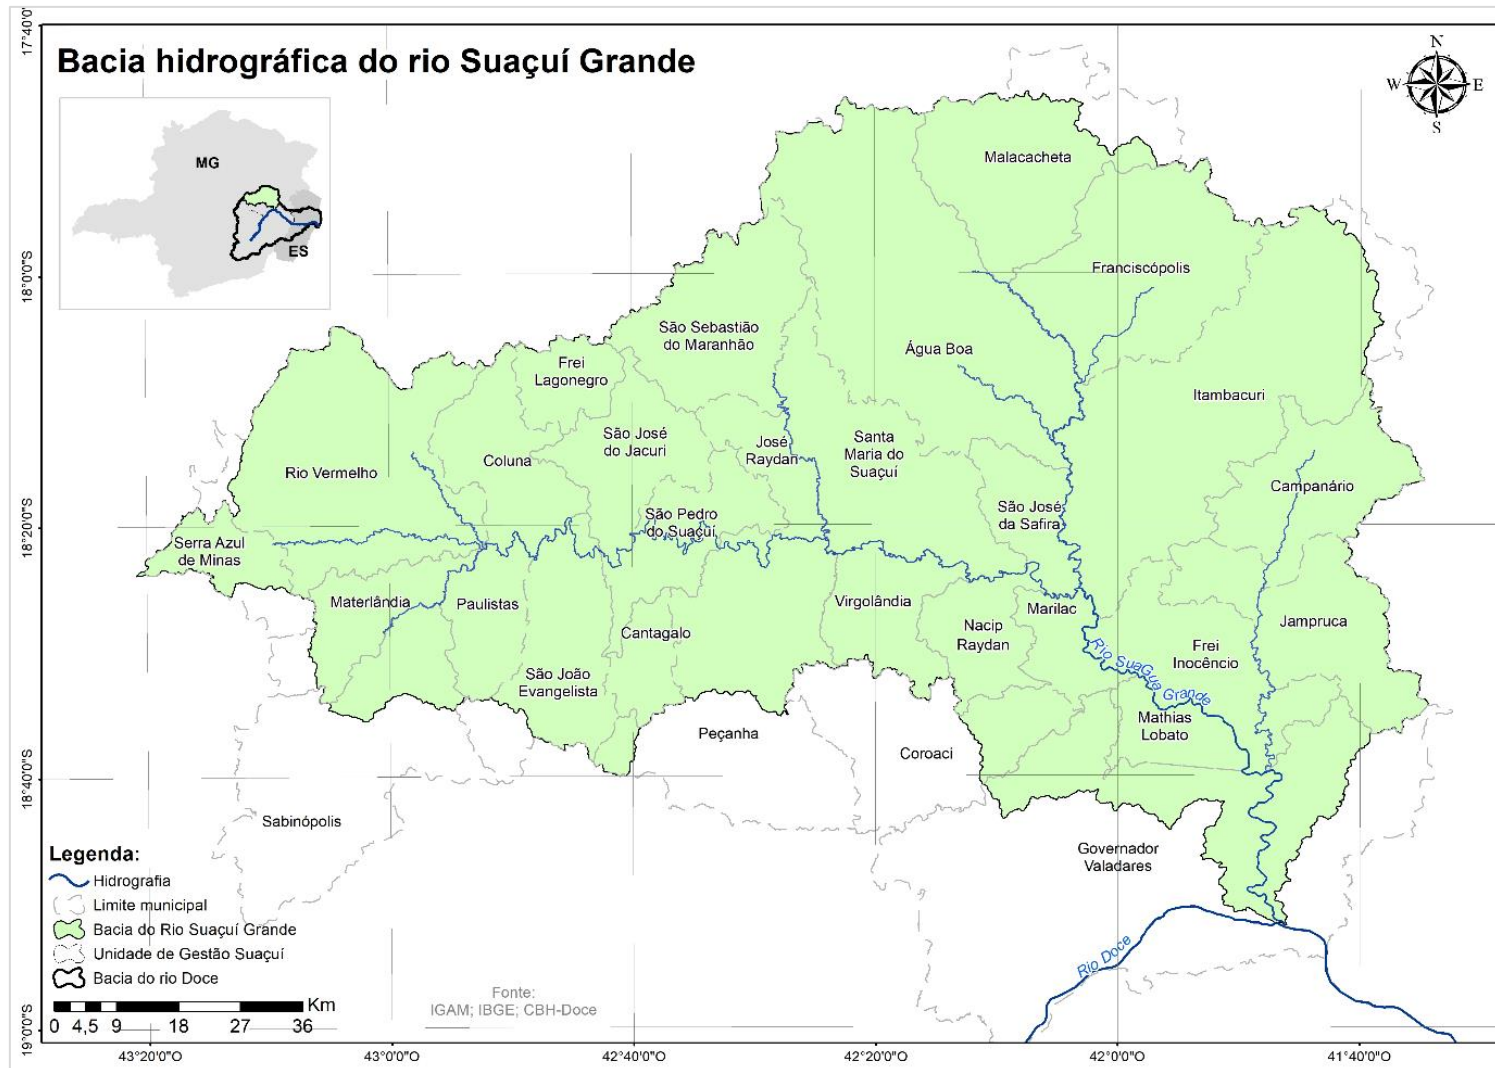 Bacia hidrográfica do rio Suaçuí Grande
N
W
E
S
MG
ES
17°40'0"S
18°0'0"S
18°20'0"S
18°40'0"S
19°0'0"S
Malacacheta
Franciscópolis
São Sebastião
do Maranhão
Água Boa
Frei
Lagonegro
Itambacuri
São José
do Jacuri
José
Raydan
Santa
Maria do
Suaçuí
Rio Vermelho
Coluna
Campanário
São Pedro
do Suaçuí
São José
da Safira
Serra Azul
de Minas
Materlândia
Paulistas
Virgolândia
Marilac
Cantagalo
Nacip
Raydan
Jampruca
Frei
Inocêncio
Rio SuaGua Grande
São João
Evangelista
Mathias
Lobato
Peçanha
Coroaci
Sabinópolis
Governador
Valadares
Rio Doce
Legenda:
Hidrografia
Limite municipal
Bacia do Rio Suaçuí Grande
Unidade de Gestão Suaçuí
Bacia do rio Doce
Km
0 4,5 9 18 27 36
Fonte:
IGAM; IBGE; CBH-Doce
43°20'0"O
43°0'0"O
42°40'0"O
42°20'0"O
42°0'0"O
41°40'0"O